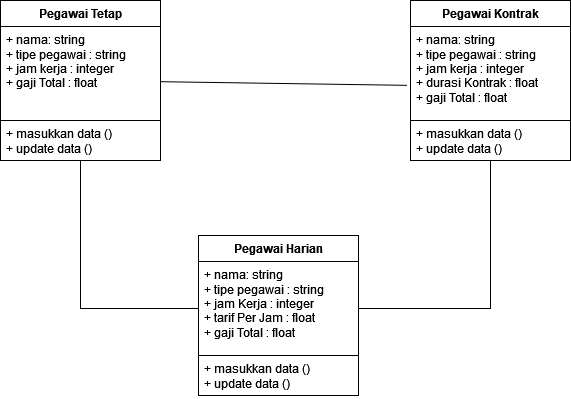 Pegawai Tetap
+ nama: string
+ tipe pegawai : string
+ jam kerja : integer
+ gaji Total : float
+ masukkan data ()
+ update data ()
Pegawai Kontrak
+ nama: string
+ tipe pegawai : string
+ jam kerja : integer
+ durasi Kontrak : float
+ gaji Total : float
+ masukkan data ()
+ update data ()
Pegawai Harian
+ nama: string
+ tipe pegawai : string
+ jam Kerja : integer
+ tarif Per Jam : float
+ gaji Total : float
+ masukkan data ()
+ update data ()